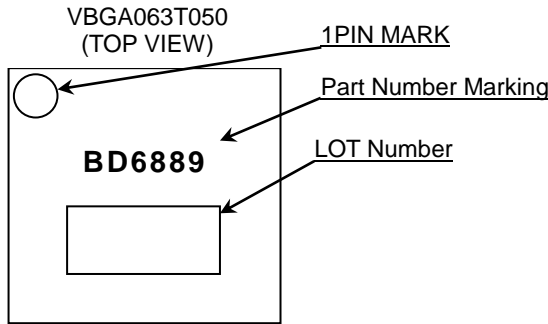 VBGA063T050
(TOP VIEW)
1PIN MARK
Part Number Marking
BD6889
LOT Number